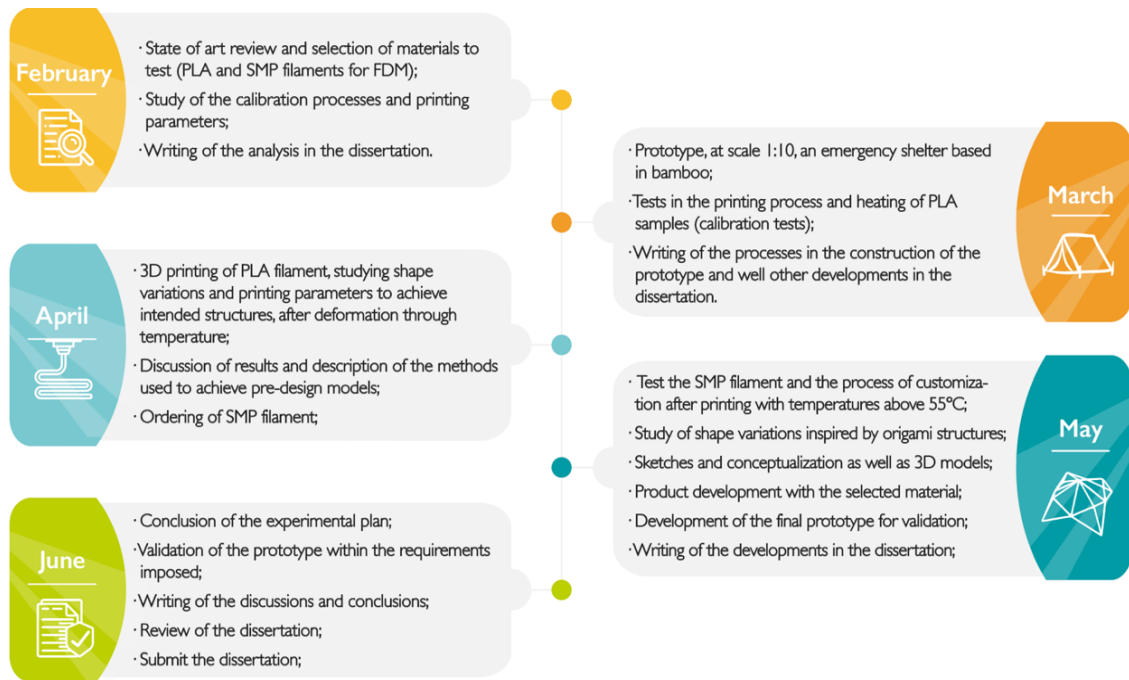 February
· State of art review and selection of materials to
test (PLA and SMP filaments for FDM);
· Study of the calibration processes and printing
parameters;
· Writing of the analysis in the dissertation.
March
· Prototype, at scale 1:10, an emergency shelter based
in bamboo;
· Tests in the printing process and heating of PLA
samples (calibration tests);
· Writing of the processes in the construction of the
prototype and well other developments in the
dissertation.
April
· 3D printing of PLA filament, studying shape
variations and printing parameters to achieve
intended structures, after deformation through
temperature;
· Discussion of results and description of the methods
used to achieve pre-design models;
· Ordering of SMP filament;
May
· Test the SMP filament and the process of customiza-
tion after printing with temperatures above 55ºC;
· Study of shape variations inspired by origami structures;
· Sketches and conceptualization as well as 3D models;
· Product development with the selected material;
· Development of the final prototype for validation;
· Writing of the developments in the dissertation;
June
· Conclusion of the experimental plan;
· Validation of the prototype within the requirements
imposed;
· Writing of the discussions and conclusions;
· Review of the dissertation;
· Submit the dissertation;